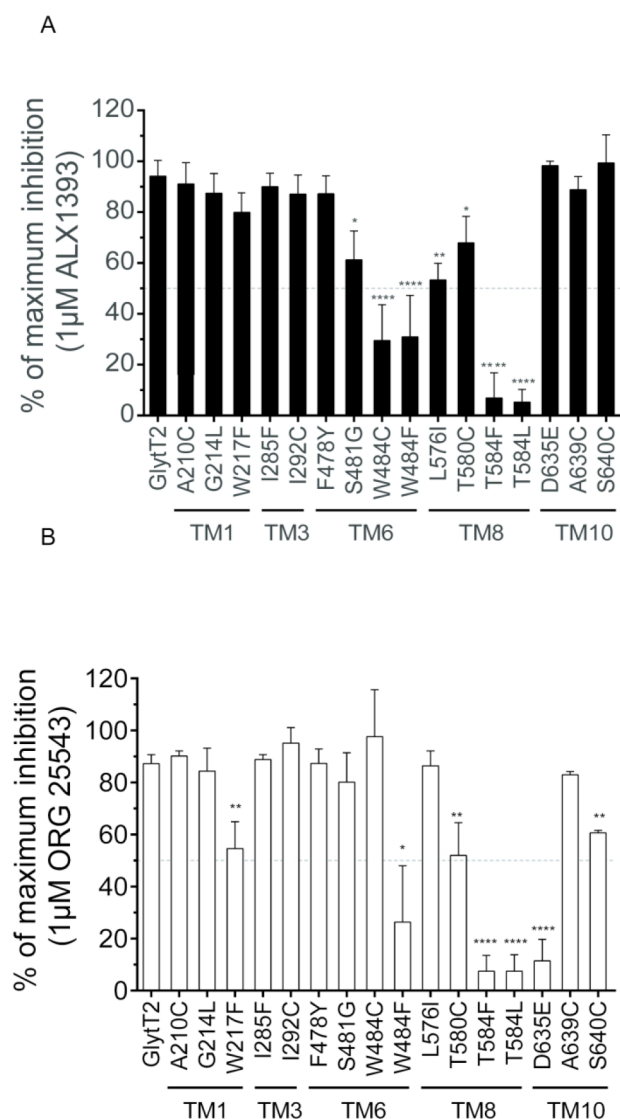 A
% of maximum inhibition
(1µM ALX1393)
120
100
80
60
40
20
0
*
****
****
**
*
****
****
GlytT2
A210C
G214L
W217F
I285F
I292C
F478Y
S481G
W484C
W484F
L576I
T580C
T584F
T584L
D635E
A639C
S640C
TM1 TM3 TM6 TM8 TM10
B
% of maximum inhibition
(1µM ORG 25543)
120
100
80
60
40
20
0
**
*
**
****
****
****
**
GlytT2
A210C
G214L
W217F
I285F
I292C
F478Y
S481G
W484C
W484F
L576I
T580C
T584F
T584L
D635E
A639C
S640C
TM1 TM3 TM6 TM8 TM10